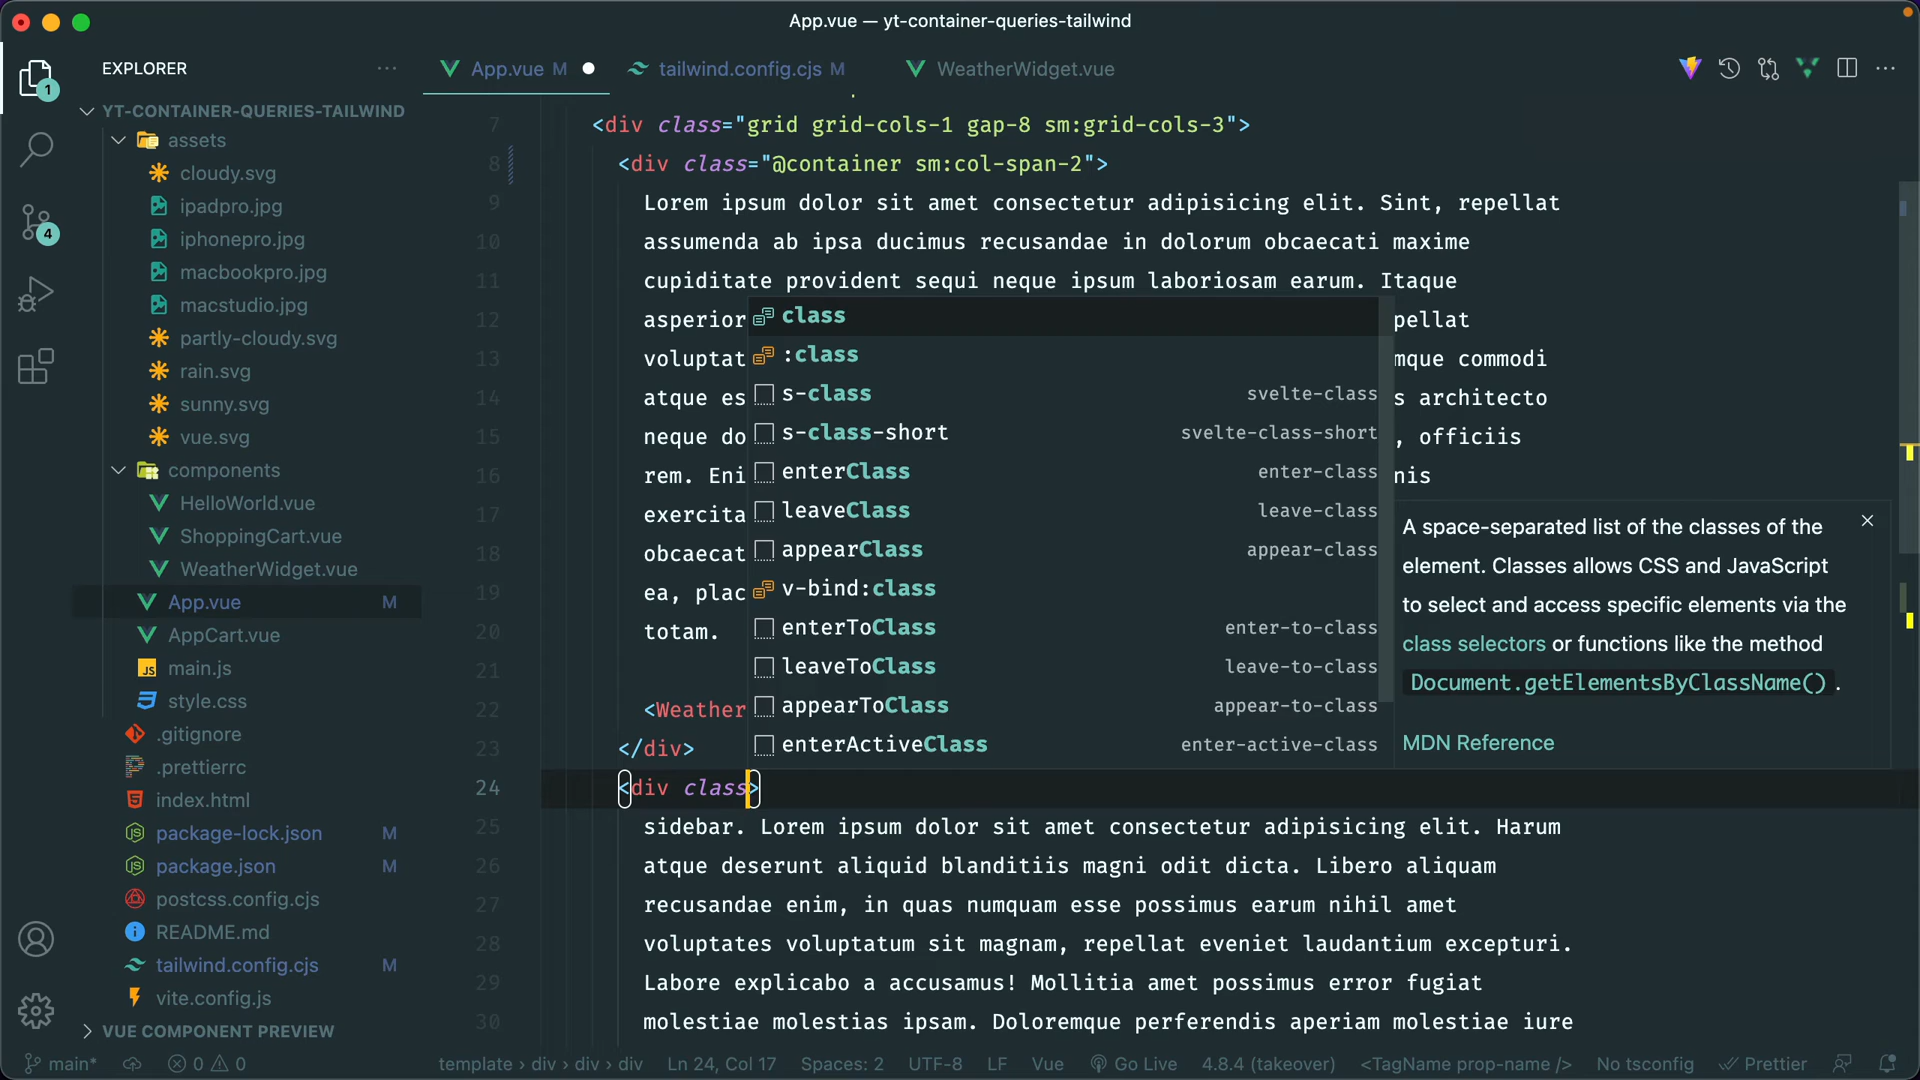 App.vue — yt-container-queries-tailwind
EXPLORER
App.vue M
tailwind.config.cjs M
WeatherWidget.vue
1
YT-CONTAINER-QUERIES-TAILWIND
assets
cloudy.svg
ipadpro.jpg
iphonepro.jpg
macbookpro.jpg
macstudio.jpg
partly-cloudy.svg
rain.svg
sunny.svg
vue.svg
components
HelloWorld.vue
ShoppingCart.vue
WeatherWidget.vue
App.vue M
AppCart.vue
JS main.js
style.css
.gitignore
.prettierrc
index.html
package-lock.json M
package.json M
postcss.config.cjs
README.md
tailwind.config.cjs M
vite.config.js
VUE COMPONENT PREVIEW
4
7 <div class="grid grid-cols-1 gap-8 sm:grid-cols-3">
8 <div class="@container sm:col-span-2">
9 Lorem ipsum dolor sit amet consectetur adipisicing elit. Sint, repellat
10 assumenda ab ipsa ducimus recusandae in dolorum obcaecati maxime
11 cupiditate provident sequi neque ipsum laboriosam earum. Itaque
12 asperior pellat
13 voluptat mque commodi
14 atque es s architecto
15 neque do , officiis
16 rem. Eni nis
17 exercita
18 obcaecat
19 ea, plac
20 totam.
21
22 <Weather
23 </div>
24 <div class>
25 sidebar. Lorem ipsum dolor sit amet consectetur adipisicing elit. Harum
26 atque deserunt aliquid blanditiis magni odit dicta. Libero aliquam
27 recusandae enim, in quas numquam esse possimus earum nihil amet
28 voluptates voluptatum sit magnam, repellat eveniet laudantium excepturi.
29 Labore explicabo a accusamus! Mollitia amet possimus error fugiat
30 molestiae molestias ipsam. Doloremque perferendis aperiam molestiae iure
class
:class
s-class svelte-class
s-class-short svelte-class-short
enterClass enter-class
leaveClass leave-class
appearClass appear-class
v-bind:class
enterToClass enter-to-class
leaveToClass leave-to-class
appearToClass appear-to-class
enterActiveClass enter-active-class
A space-separated list of the classes of the
element. Classes allows CSS and JavaScript
to select and access specific elements via the
class selectors or functions like the method
Document.getElementsByClassName() .
MDN Reference
main* 0 0 template › div › div › div Ln 24, Col 17 Spaces: 2 UTF-8 LF Vue Go Live 4.8.4 (takeover) <TagName prop-name /> No tsconfig Prettier